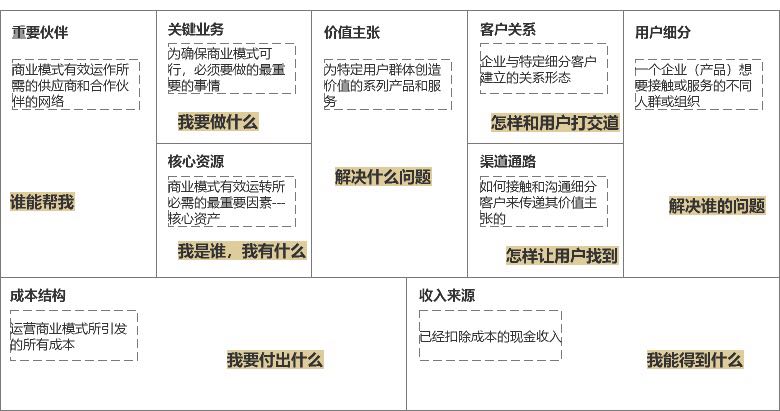 重要伙伴
商业模式有效运作所
需的供应商和合作伙
伴的网络
谁能帮我
关键业务
为确保商业模式可
行，必须要做的最重
要的事情
我要做什么
核心资源
商业模式有效运转所
必需的最重要因素---
核心资产
我是谁，我有什么
价值主张
为特定用户群体创造
价值的系列产品和服
务
解决什么问题
客户关系
企业与特定细分客户
建立的关系形态
怎样和用户打交道
渠道通路
如何接触和沟通细分
客户来传递其价值主
张的
怎样让用户找到
用户细分
一个企业（产品）想
要接触或服务的不同
人群或组织
解决谁的问题
成本结构
运营商业模式所引发
的所有成本
我要付出什么
收入来源
已经扣除成本的现金收入
我能得到什么